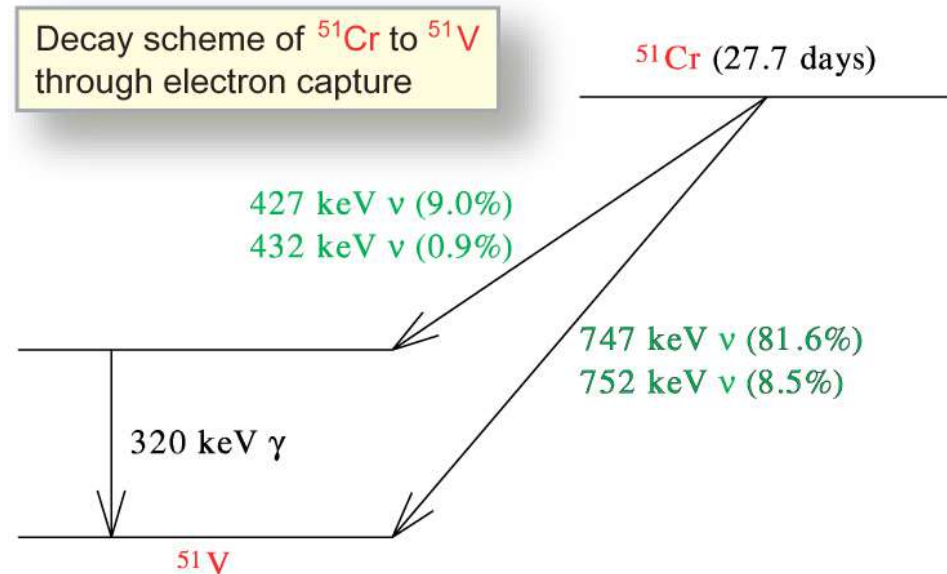 Decay scheme of ⁵¹Cr to ⁵¹V
through electron capture
⁵¹Cr (27.7 days)
427 keV ν (9.0%)
432 keV ν (0.9%)
747 keV ν (81.6%)
752 keV ν (8.5%)
320 keV γ
⁵¹V